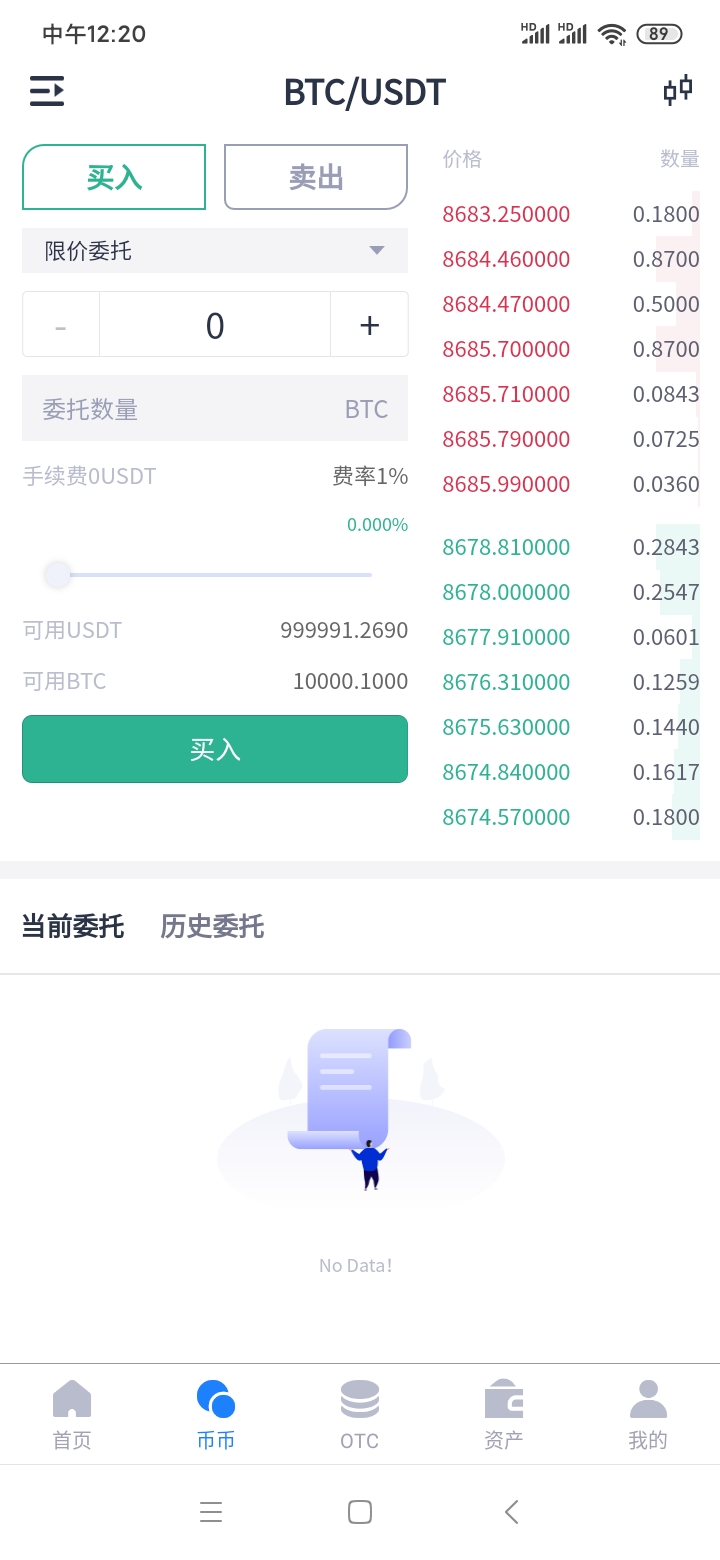 中午12:20
HD HD 89
BTC/USDT
买入 卖出
限价委托
- 0 +
委托数量 BTC
手续费0USDT 费率1%
0.000%
可用USDT 999991.2690
可用BTC 10000.1000
买入
价格 数量
8683.250000 0.1800
8684.460000 0.8700
8684.470000 0.5000
8685.700000 0.8700
8685.710000 0.0843
8685.790000 0.0725
8685.990000 0.0360
8678.810000 0.2843
8678.000000 0.2547
8677.910000 0.0601
8676.310000 0.1259
8675.630000 0.1440
8674.840000 0.1617
8674.570000 0.1800
当前委托 历史委托
No Data!
首页 币币 OTC 资产 我的